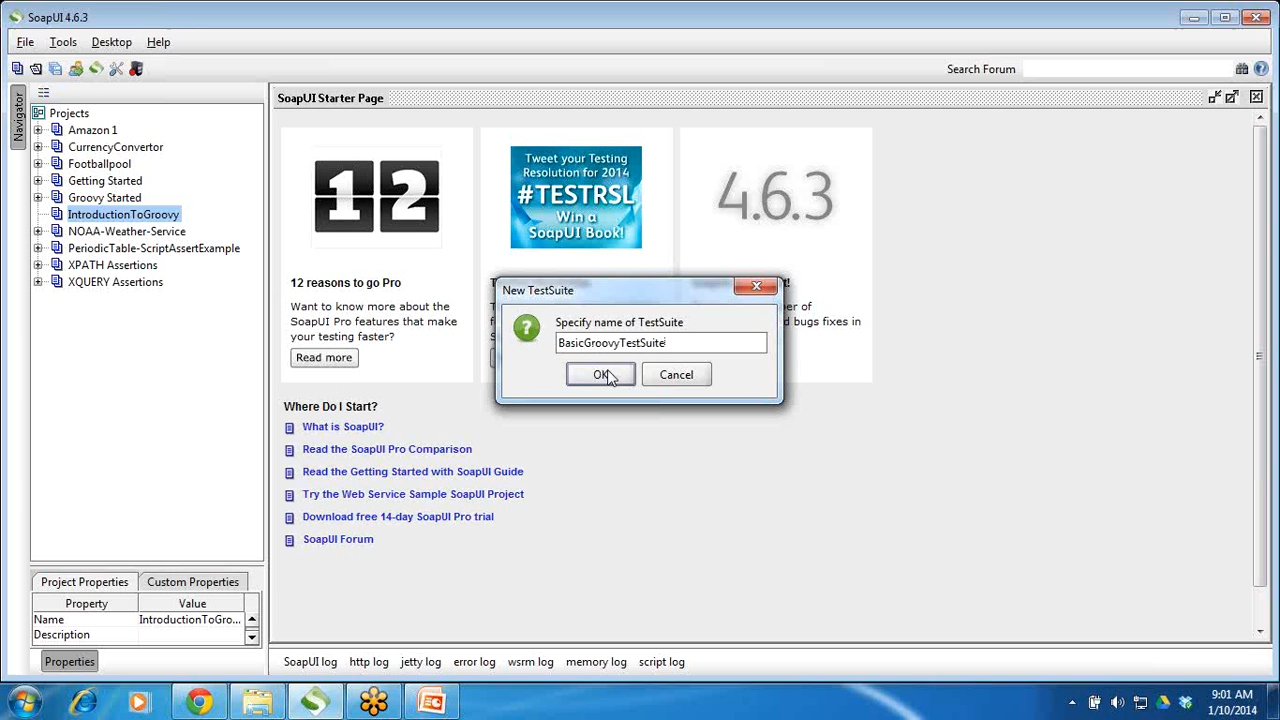 SoapUI 4.6.3
File Tools Desktop Help
Search Forum
Navigator
Projects
Amazon 1
CurrencyConvertor
Footballpool
Getting Started
Groovy Started
IntroductionToGroovy
NOAA-Weather-Service
PeriodicTable-ScriptAssertExample
XPATH Assertions
XQUERY Assertions
SoapUI Starter Page
12
Tweet your Testing
Resolution for 2014
#TESTRSL
Win a
SoapUI Book!
4.6.3
12 reasons to go Pro
Want to know more about the
SoapUI Pro features that make
your testing faster?
Read more
bugs fixes in
New TestSuite
Specify name of TestSuite
BasicGroovyTestSuite
OK Cancel
Where Do I Start?
What is SoapUI?
Read the SoapUI Pro Comparison
Read the Getting Started with SoapUI Guide
Try the Web Service Sample SoapUI Project
Download free 14-day SoapUI Pro trial
SoapUI Forum
Project Properties Custom Properties
Property Value
Name IntroductionToGro...
Description
Properties
SoapUI log http log jetty log error log wsrm log memory log script log
9:01 AM
1/10/2014